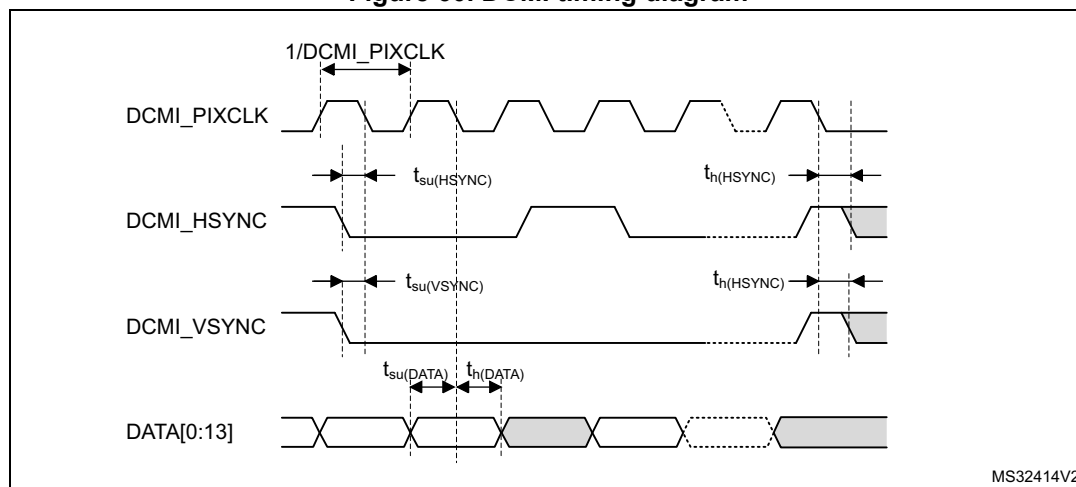 1/DCMI_PIXCLK
DCMI_PIXCLK
tsu(HSYNC) th(HSYNC)
DCMI_HSYNC
tsu(VSYNC) th(HSYNC)
DCMI_VSYNC
tsu(DATA) th(DATA)
DATA[0:13]
MS32414V2